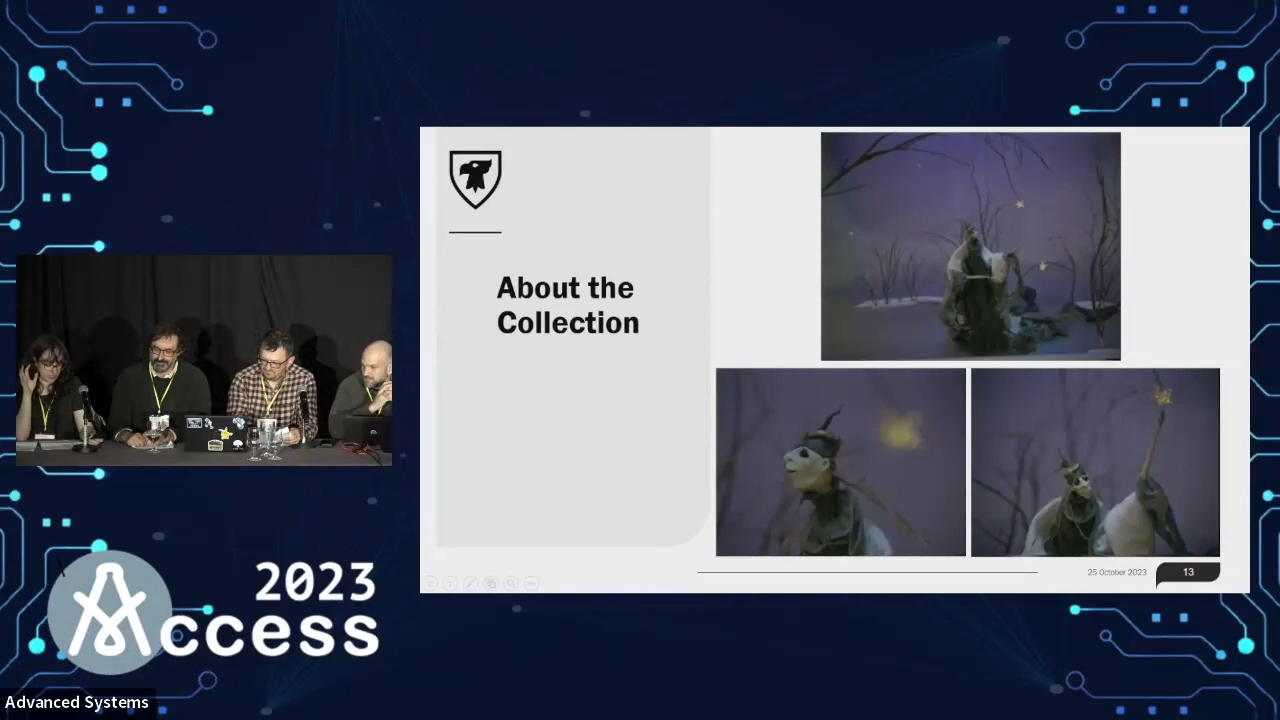 About the
Collection
25 October 2023
13
2023
Access
Advanced Systems